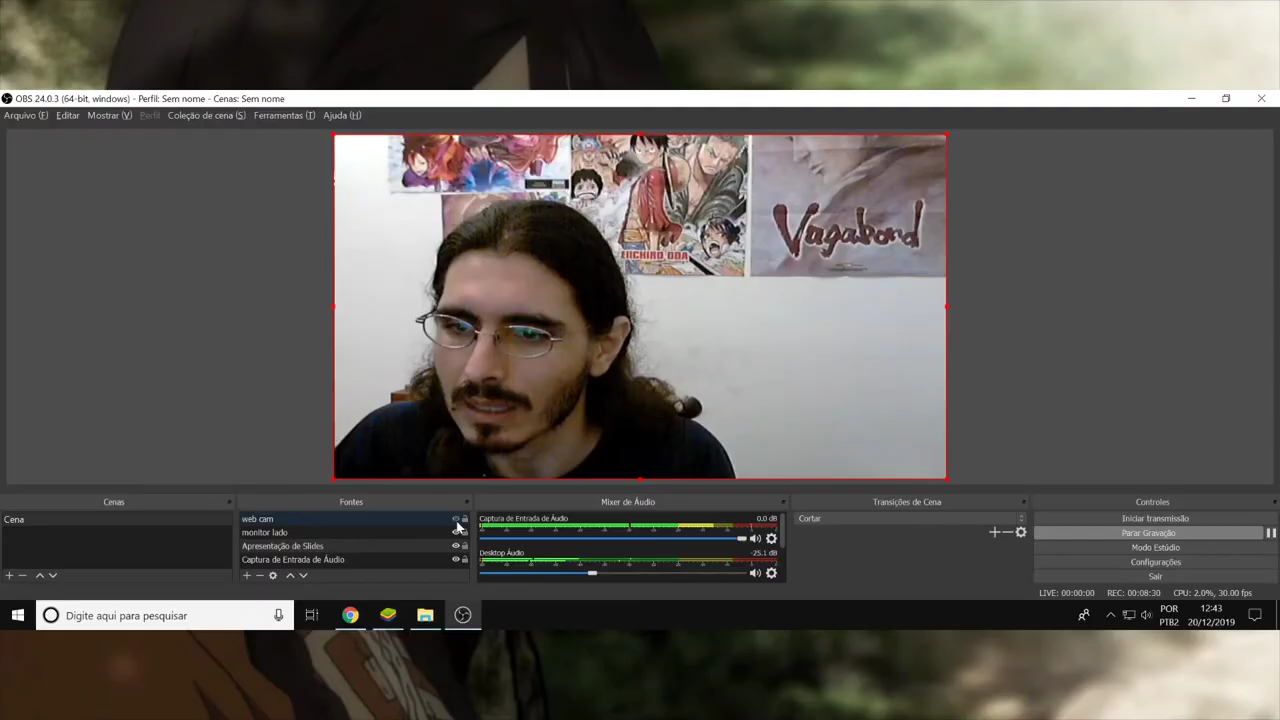 OBS 24.0.3 (64-bit, windows) - Perfil: Sem nome - Cenas: Sem nome
Arquivo (F) Editar Mostrar (V) Perfil Coleção de cena (S) Ferramentas (T) Ajuda (H)
EIICHIRO ODA
Vagabond
Cenas Fontes Mixer de Áudio Transições de Cena Controles
Cena
web cam
monitor lado
Apresentação de Slides
Captura de Entrada de Áudio
Captura de Entrada de Áudio 0.0 dB
Desktop Áudio -25.1 dB
Cortar
Iniciar transmissão
Parar Gravação
Modo Estúdio
Configurações
Sair
LIVE: 00:00:00 REC: 00:08:30 CPU: 2.0%, 30.00 fps
Digite aqui para pesquisar
POR
PTB2
12:43
20/12/2019